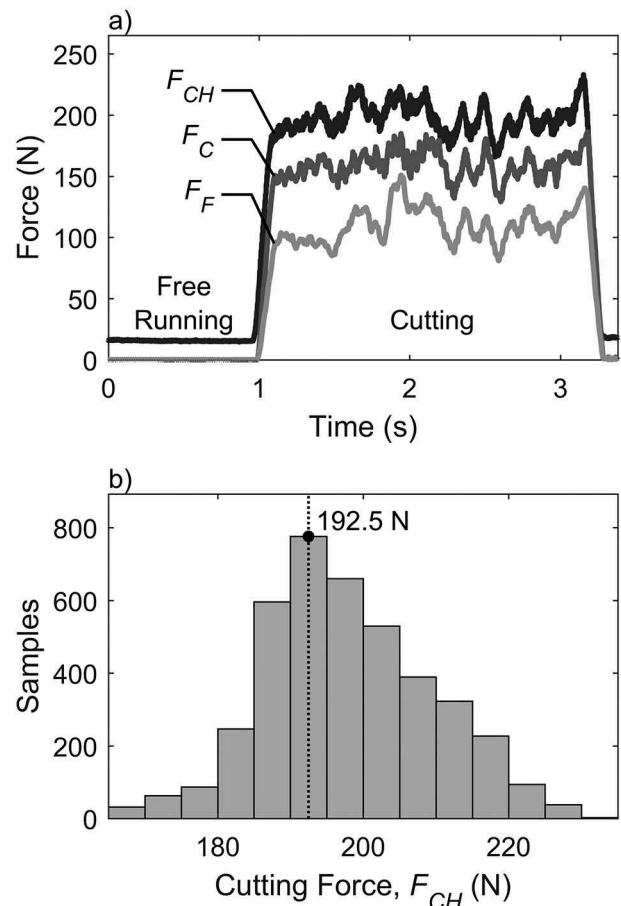 a)
250
200
150
100
50
0
Force (N)
F_CH
F_C
F_F
Free
Running
Cutting
0 1 2 3
Time (s)
b)
192.5 N
800
600
400
200
0
Samples
180 200 220
Cutting Force, F_CH (N)